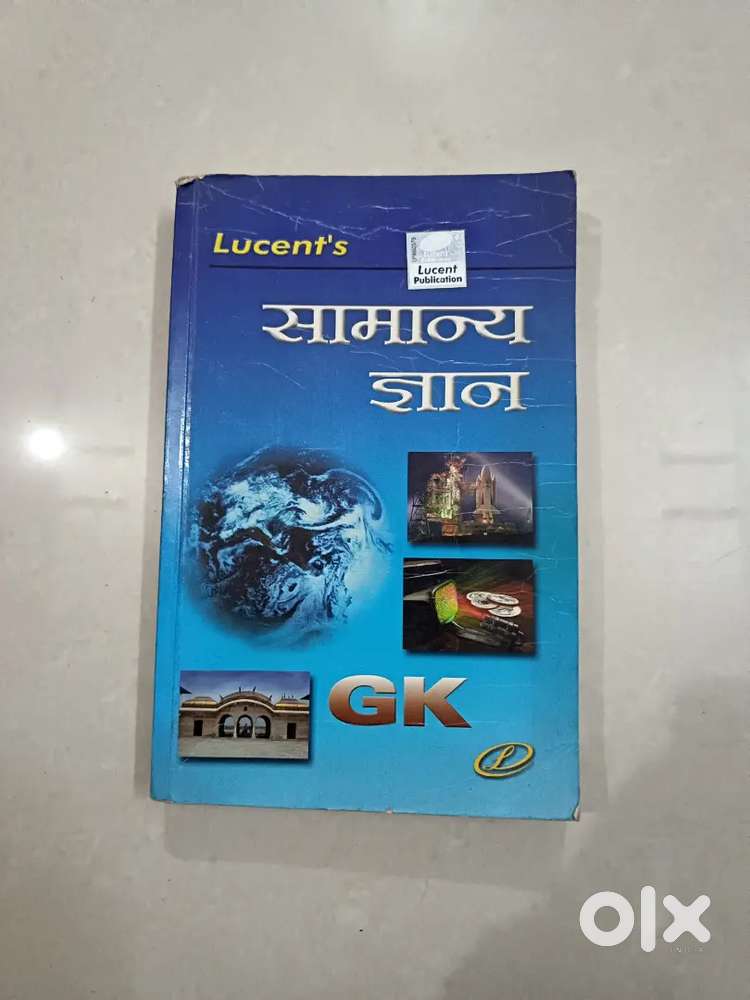 Lucent's
Lucent
Publication
सामान्य
ज्ञान
GK
olx